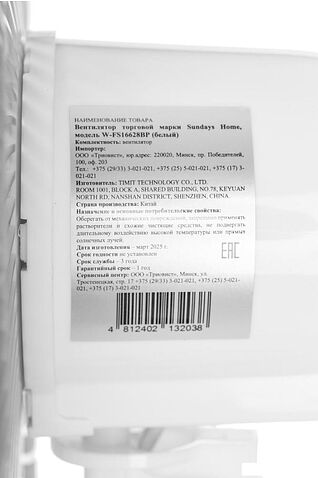 НАИМЕНОВАНИЕ ТОВАРА
Вентилятор торговой марки Sundays Home,
модель W-FS16628BP (белый)
Комплектность: вентилятор
Импортер:
ООО «Триовист», юр.адрес: 220020, Минск, пр. Победителей,
100, оф. 203
Тел.: +375 (29/33) 3-021-021, +375 (25) 5-021-021, +375 (17) 3-
021-021
Изготовитель: TIMIT TECHNOLOGY CO., LTD.
ROOM 1001, BLOCK A, SHARED BUILDING, NO.78, KEYUAN
NORTH RD, NANSHAN DISTRICT, SHENZHEN, CHINA
Страна производства: Китай
Назначение и основные потребительские свойства:
Оберегать от механических повреждений, запрещено применять
растворители и схожие чистящие средства, не подвергать
длительному воздействию высокой температуры или прямых
солнечных лучей.
Дата изготовления – март 2025 г.
Срок годности не установлен
Срок службы – 3 года
Гарантийный срок – 1 год
Сервисный центр: ООО «Триовист», Минск, ул.
Тростенецкая, стр. 17 +375 (29/33) 3-021-021, +375 (25) 5-021-
021, +375 (17) 3-021-021
EAC
4 812402 132038